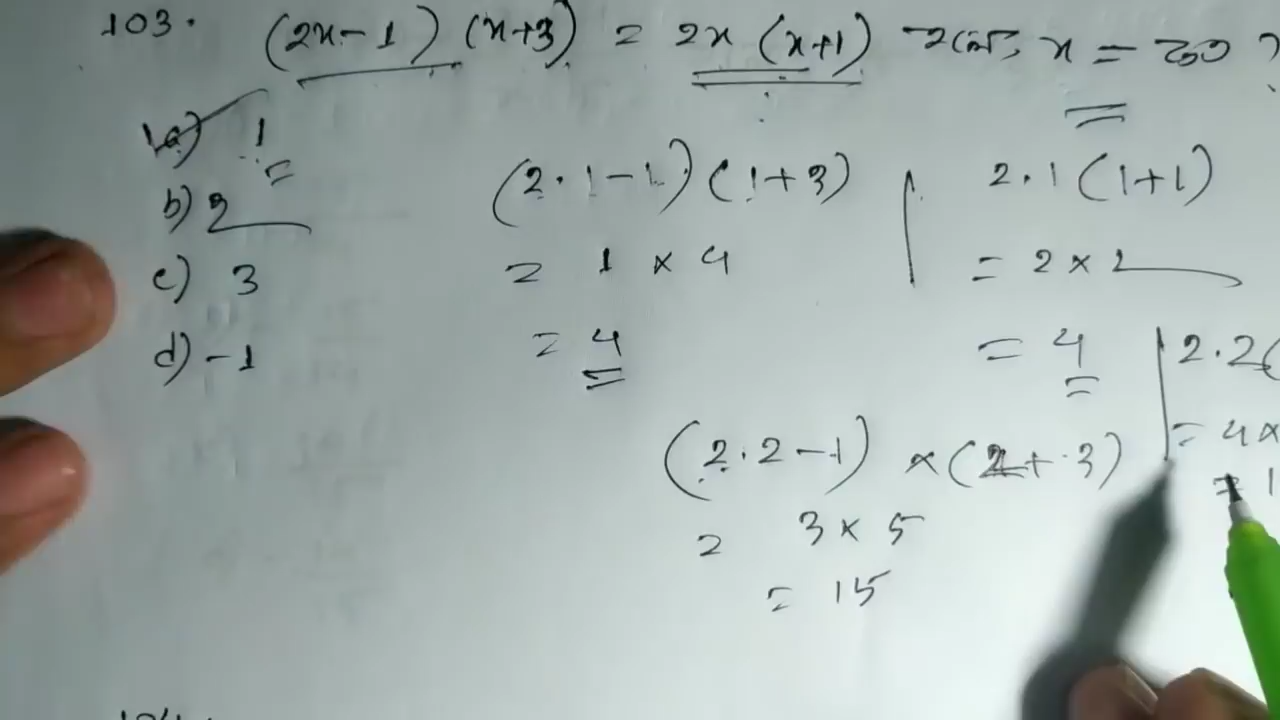 103. (2x-1) (x+3) = 2x (x+1) হলে, x = কত ?
a) 1
b) 2
c) 3
d) -1
(2.1-1) (1+3)
= 1 × 4
= 4
2.1 (1+1)
= 2 × 2
= 4
(2.2-1) × (2+3)
= 3 × 5
= 15
2.2(
= 4×
= 1